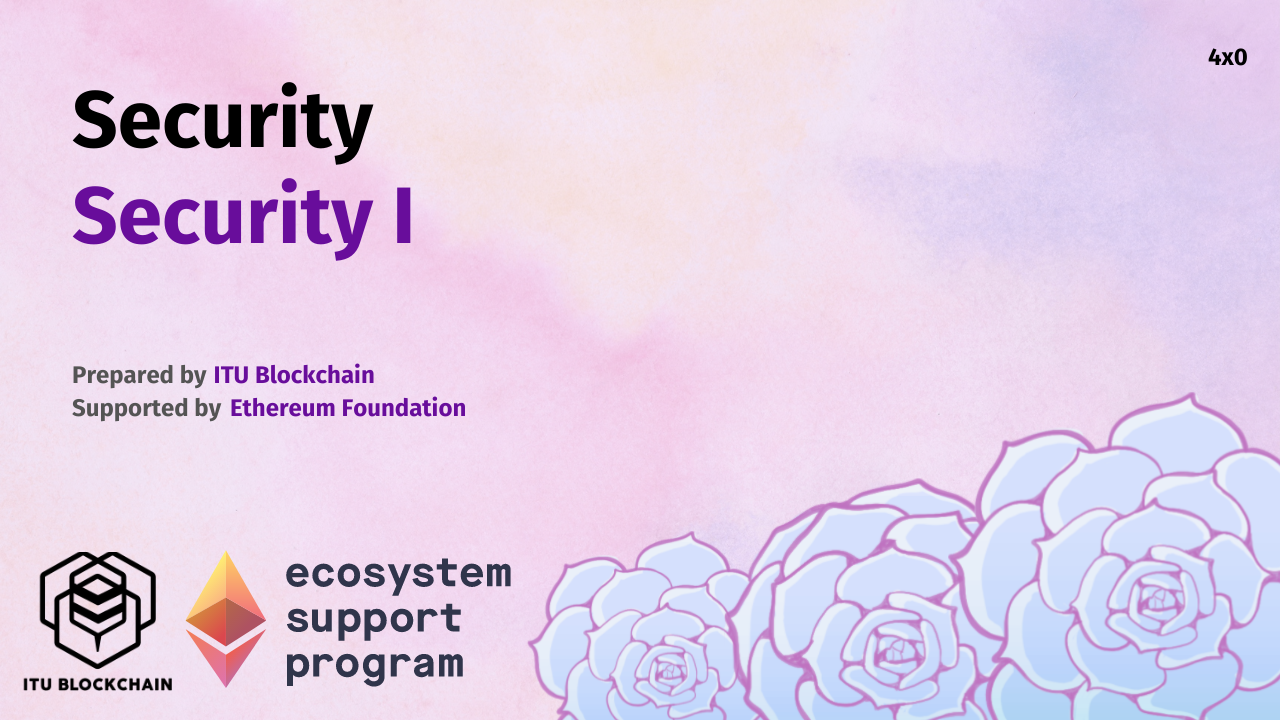 4x0
Security
Security I
Prepared by ITU Blockchain
Supported by Ethereum Foundation
ITU BLOCKCHAIN
ecosystem
support
program